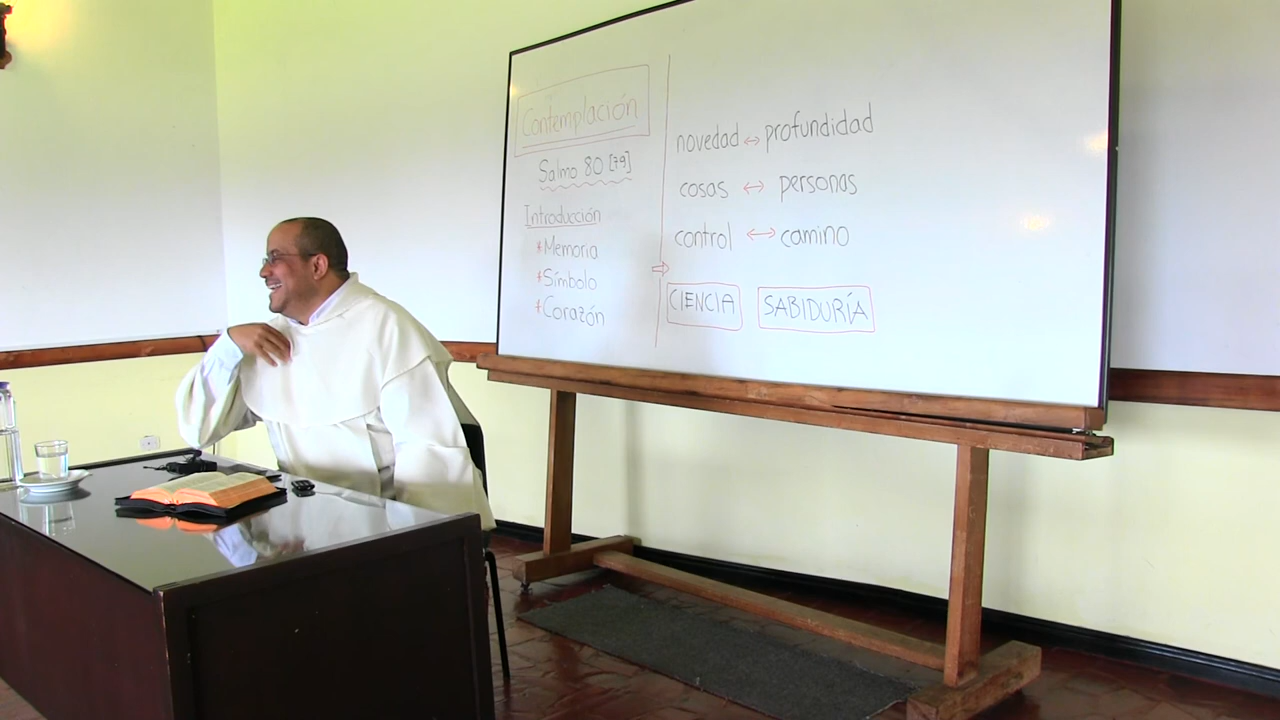 Contemplación
Salmo 80 [79]
Introducción
*Memoria
*Símbolo
*Corazón
novedad ↔ profundidad
cosas ↔ personas
control ↔ camino
⇨
CIENCIA SABIDURÍA